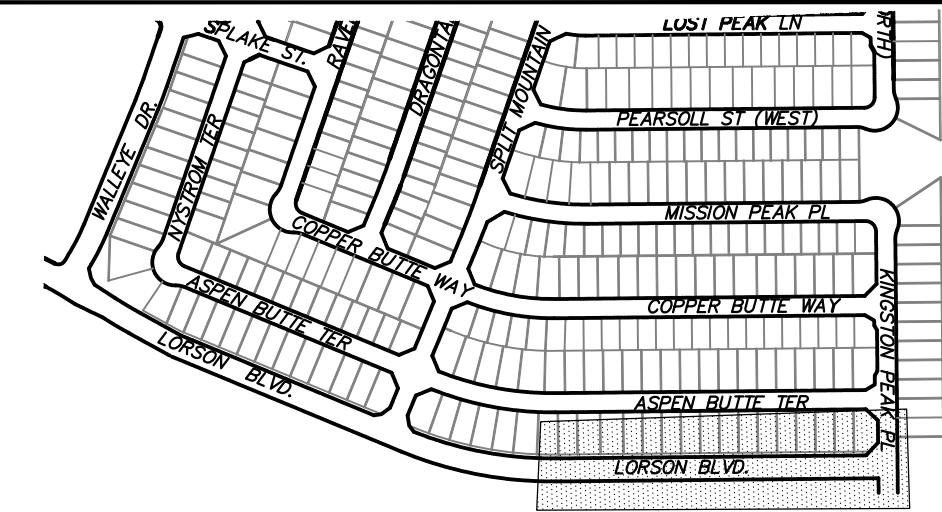 LOST PEAK LN
SPLAKE ST.
WALLEYE DR.
NYSTROM TER
SPLIT MOUNTAIN
PEARSOLL ST (WEST)
MISSION PEAK PL
COPPER BUTTE WAY
COPPER BUTTE WAY
KINGSTON PEAK PL
ASPEN BUTTE TER
ASPEN BUTTE TER
LORSON BLVD.
LORSON BLVD.